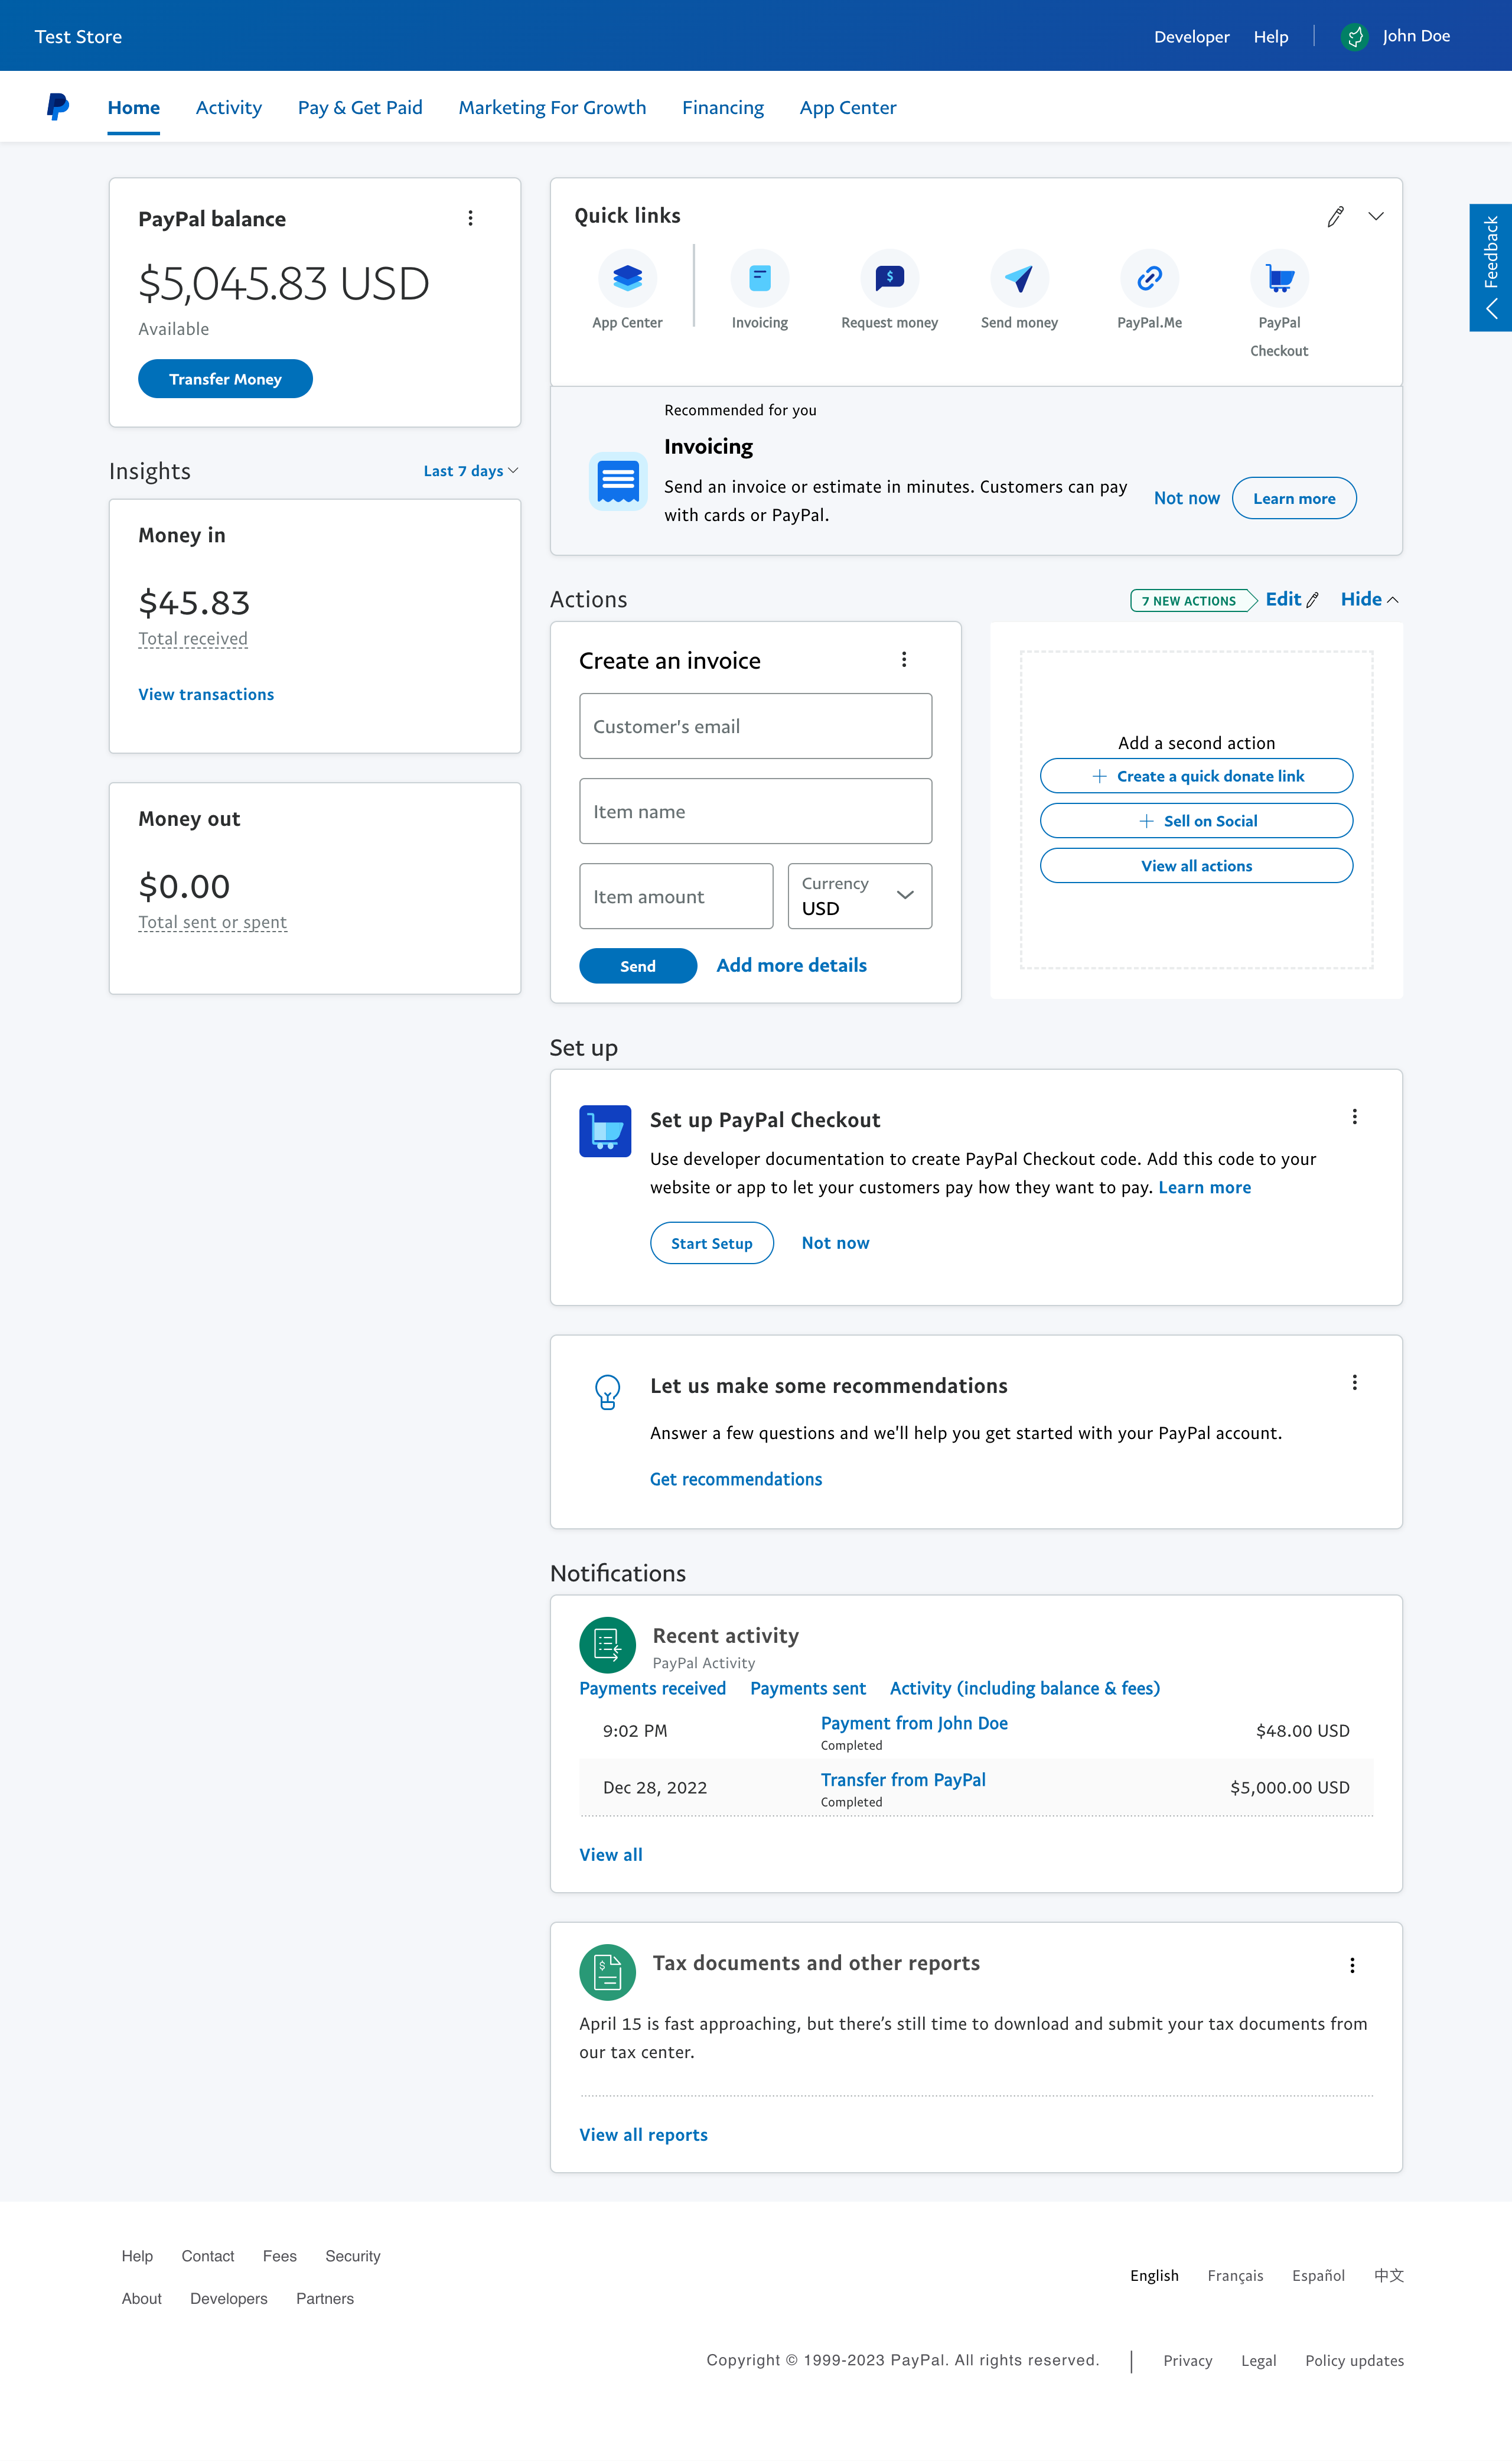 Test Store
Developer
Help
John Doe
Home
Activity
Pay & Get Paid
Marketing For Growth
Financing
App Center
PayPal balance
$5,045.83 USD
Available
Transfer Money
Insights
Last 7 days
Money in
$45.83
Total received
View transactions
Money out
$0.00
Total sent or spent
Quick links
App Center
Invoicing
Request money
Send money
PayPal.Me
PayPal
Checkout
Feedback
Recommended for you
Invoicing
Send an invoice or estimate in minutes. Customers can pay
with cards or PayPal.
Not now
Learn more
Actions
7 NEW ACTIONS
Edit
Hide
Create an invoice
Customer's email
Item name
Item amount
Currency
USD
Send
Add more details
Add a second action
Create a quick donate link
Sell on Social
View all actions
Set up
Set up PayPal Checkout
Use developer documentation to create PayPal Checkout code. Add this code to your
website or app to let your customers pay how they want to pay. Learn more
Start Setup
Not now
Let us make some recommendations
Answer a few questions and we'll help you get started with your PayPal account.
Get recommendations
Notifications
Recent activity
PayPal Activity
Payments received
Payments sent
Activity (including balance & fees)
9:02 PM
Payment from John Doe
Completed
$48.00 USD
Dec 28, 2022
Transfer from PayPal
Completed
$5,000.00 USD
View all
Tax documents and other reports
April 15 is fast approaching, but there’s still time to download and submit your tax documents from
our tax center.
View all reports
Help
Contact
Fees
Security
About
Developers
Partners
English
Français
Español
中文
Copyright © 1999-2023 PayPal. All rights reserved.
Privacy
Legal
Policy updates